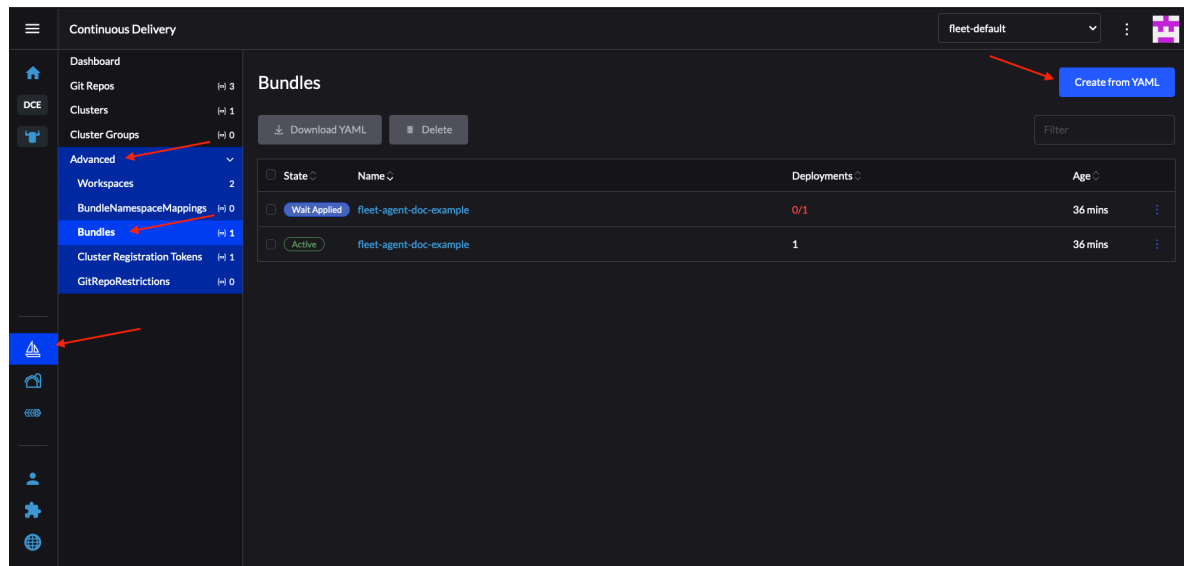 Continuous Delivery
fleet-default
DCE
Dashboard
Git Repos 3
Clusters 1
Cluster Groups 0
Advanced
Workspaces 2
BundleNamespaceMappings 0
Bundles 1
Cluster Registration Tokens 1
GitRepoRestrictions 0
Bundles
Create from YAML
Download YAML Delete
Filter
State Name Deployments Age
Wait Applied fleet-agent-doc-example 0/1 36 mins
Active fleet-agent-doc-example 1 36 mins